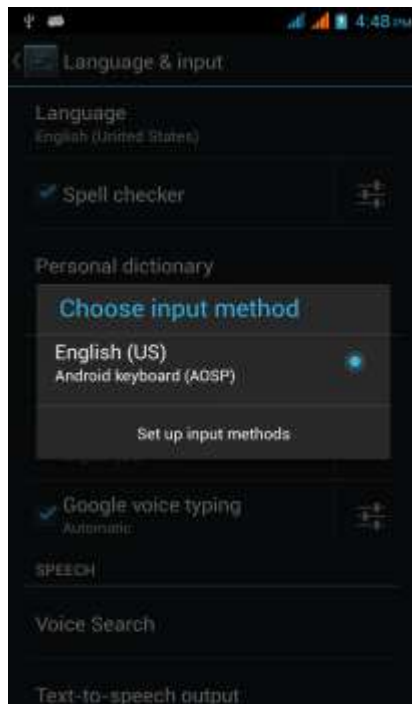 4:48 PM
Language & input
Language
English (United States)
Spell checker
Personal dictionary
Choose input method
English (US)
Android keyboard (AOSP)
Set up input methods
Google voice typing
Automatic
SPEECH
Voice Search
Text-to-speech output